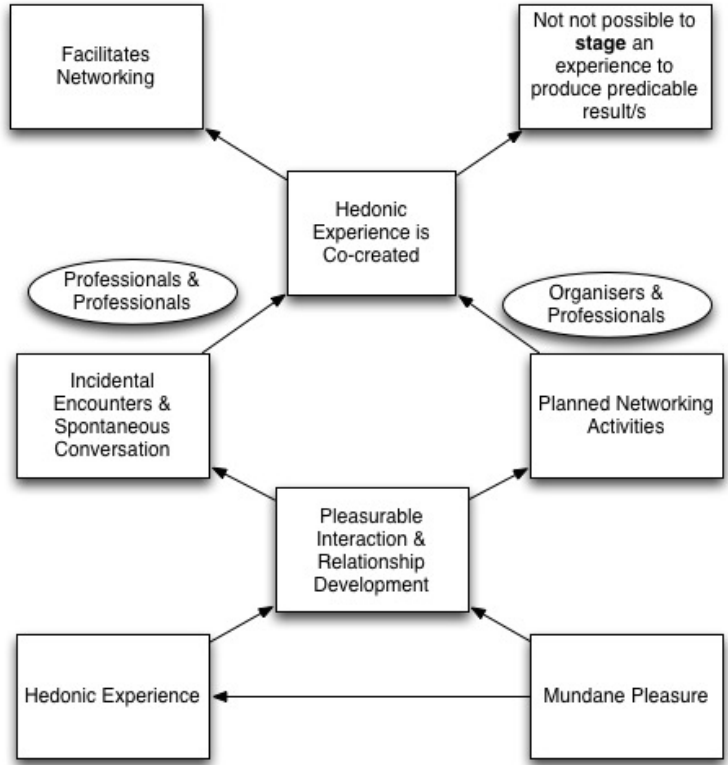 Facilitates
Networking
Not not possible to
stage an
experience to
produce predicable
result/s
Hedonic
Experience is
Co-created
Professionals &
Professionals
Organisers &
Professionals
Incidental
Encounters &
Spontaneous
Conversation
Planned Networking
Activities
Pleasurable
Interaction &
Relationship
Development
Hedonic Experience
Mundane Pleasure